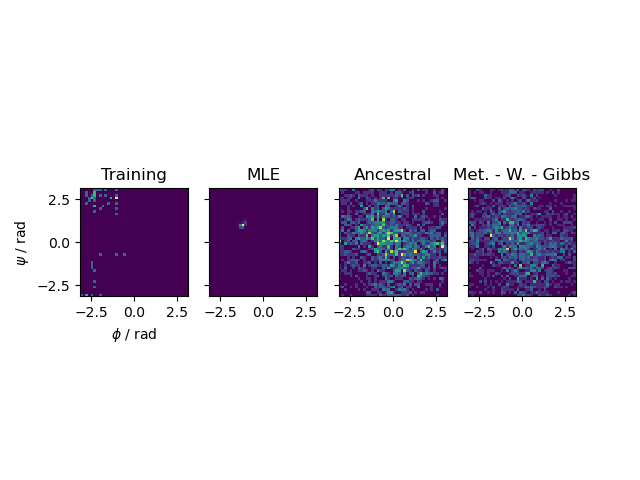 Training
MLE
Ancestral
Met. - W. - Gibbs
2.5
0.0
−2.5
ψ / rad
−2.5 0.0 2.5
−2.5 0.0 2.5
−2.5 0.0 2.5
−2.5 0.0 2.5
ϕ / rad